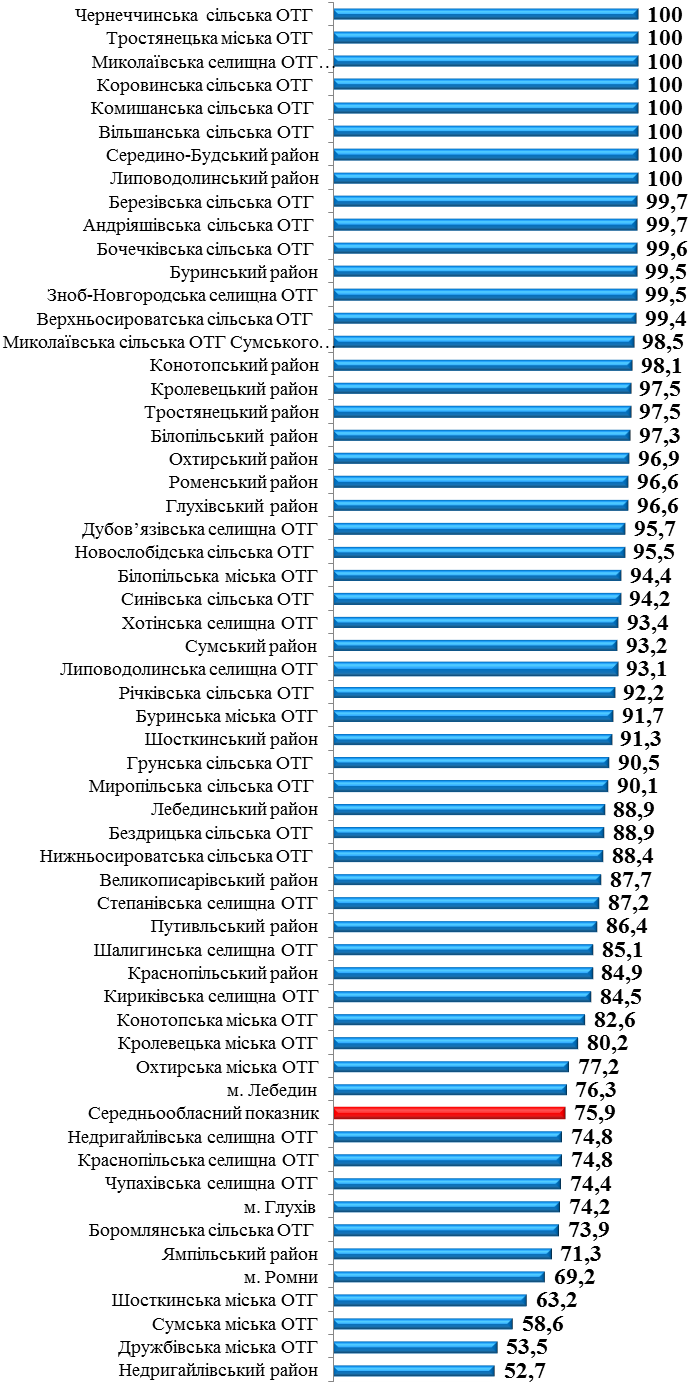 Чернеччинська сільська ОТГ 100
Тростянецька міська ОТГ 100
Миколаївська селищна ОТГ… 100
Коровинська сільська ОТГ 100
Комишанська сільська ОТГ 100
Вільшанська сільська ОТГ 100
Середино-Будський район 100
Липоводолинський район 100
Березівська сільська ОТГ 99,7
Андріяшівська сільська ОТГ 99,7
Бочечківська сільська ОТГ 99,6
Буринський район 99,5
Зноб-Новгородська селищна ОТГ 99,5
Верхньосироватська сільська ОТГ 99,4
Миколаївська сільська ОТГ Сумського… 98,5
Конотопський район 98,1
Кролевецький район 97,5
Тростянецький район 97,5
Білопільський район 97,3
Охтирський район 96,9
Роменський район 96,6
Глухівський район 96,6
Дубов’язівська селищна ОТГ 95,7
Новослобідська сільська ОТГ 95,5
Білопільська міська ОТГ 94,4
Синівська сільська ОТГ 94,2
Хотінська селищна ОТГ 93,4
Сумський район 93,2
Липоводолинська селищна ОТГ 93,1
Річківська сільська ОТГ 92,2
Буринська міська ОТГ 91,7
Шосткинський район 91,3
Грунська сільська ОТГ 90,5
Миропільська сільська ОТГ 90,1
Лебединський район 88,9
Бездрицька сільська ОТГ 88,9
Нижньосироватська сільська ОТГ 88,4
Великописарівський район 87,7
Степанівська селищна ОТГ 87,2
Путивльський район 86,4
Шалигинська селищна ОТГ 85,1
Краснопільський район 84,9
Кириківська селищна ОТГ 84,5
Конотопська міська ОТГ 82,6
Кролевецька міська ОТГ 80,2
Охтирська міська ОТГ 77,2
м. Лебедин 76,3
Середньообласний показник 75,9
Недригайлівська селищна ОТГ 74,8
Краснопільська селищна ОТГ 74,8
Чупахівська селищна ОТГ 74,4
м. Глухів 74,2
Боромлянська сільська ОТГ 73,9
Ямпільський район 71,3
м. Ромни 69,2
Шосткинська міська ОТГ 63,2
Сумська міська ОТГ 58,6
Дружбівська міська ОТГ 53,5
Недригайлівський район 52,7